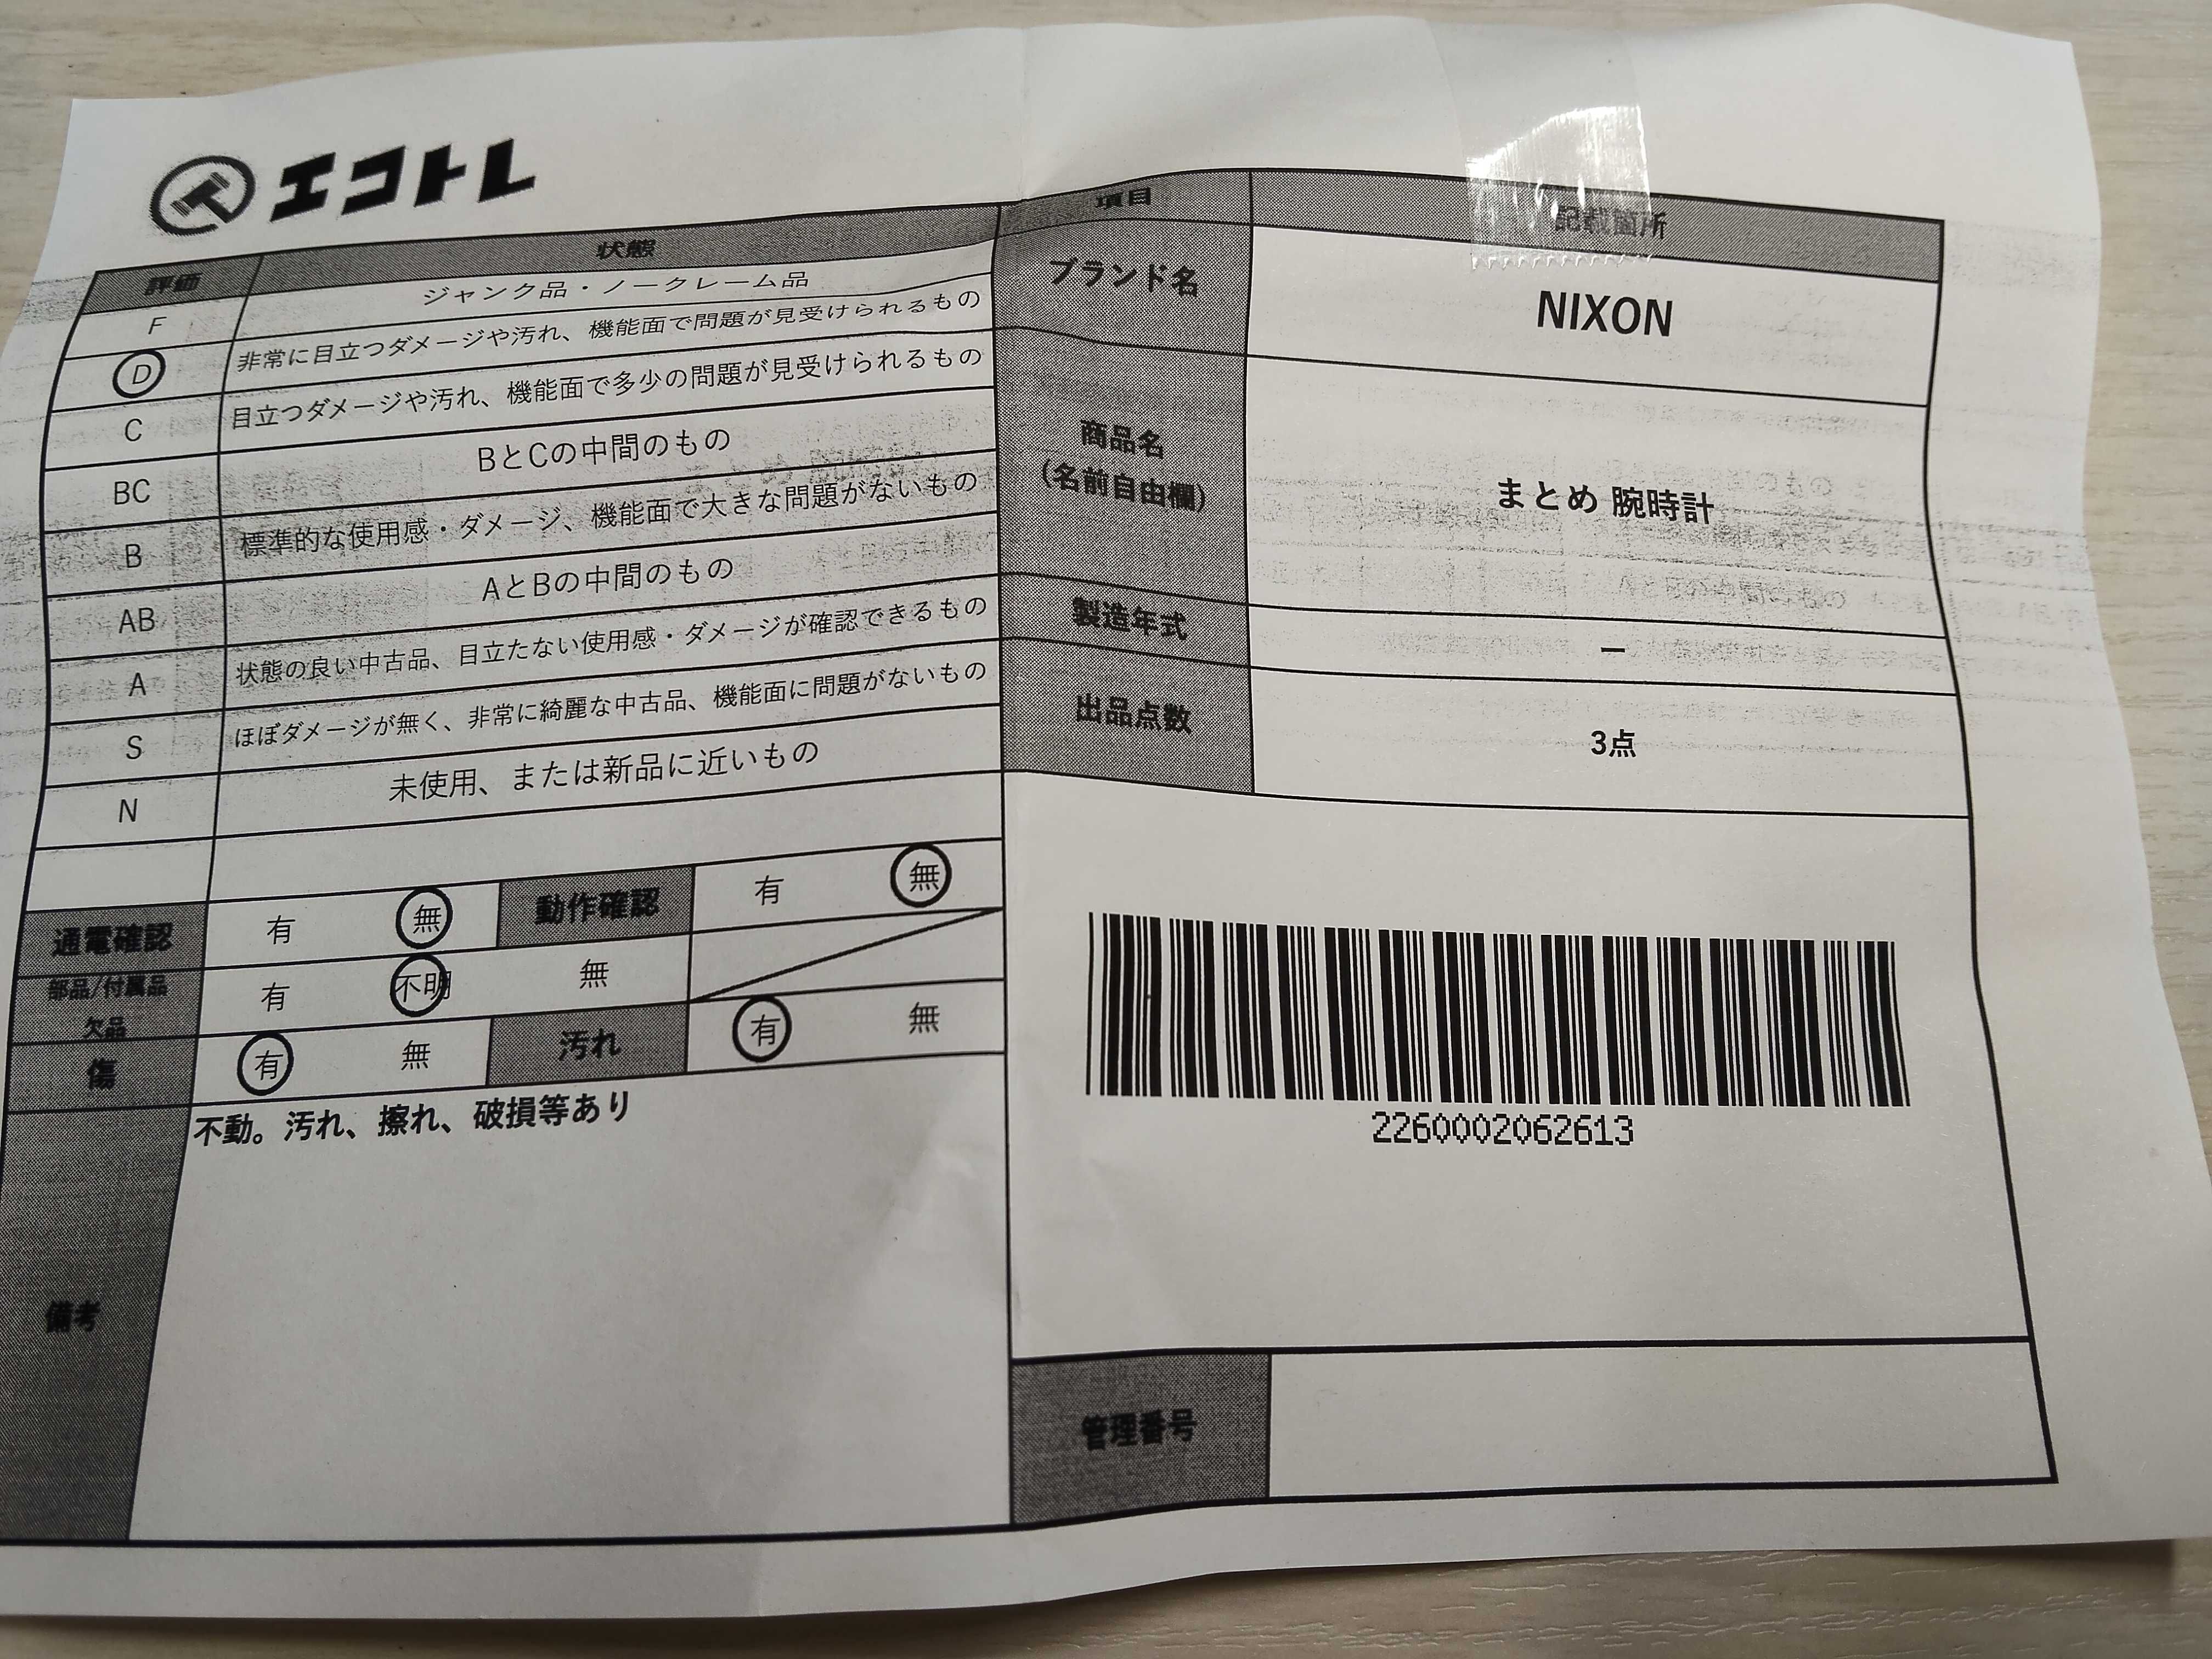 エコトレ
評価 状態
F ジャンク品・ノークレーム品
D 非常に目立つダメージや汚れ、機能面で問題が見受けられるもの
C 目立つダメージや汚れ、機能面で多少の問題が見受けられるもの
BC BとCの中間のもの
B 標準的な使用感・ダメージ、機能面で大きな問題がないもの
AB AとBの中間のもの
A 状態の良い中古品、目立たない使用感・ダメージが確認できるもの
S ほぼダメージが無く、非常に綺麗な中古品、機能面に問題がないもの
N 未使用、または新品に近いもの
通電確認 有 無 動作確認 有 無
部品/付属品
欠品 有 不明 無
傷 有 無 汚れ 有 無
備考 不動。汚れ、擦れ、破損等あり
項目 記載箇所
ブランド名 NIXON
商品名
(名前自由欄) まとめ 腕時計
製造年式 ー
出品点数 3点
2260002062613
管理番号